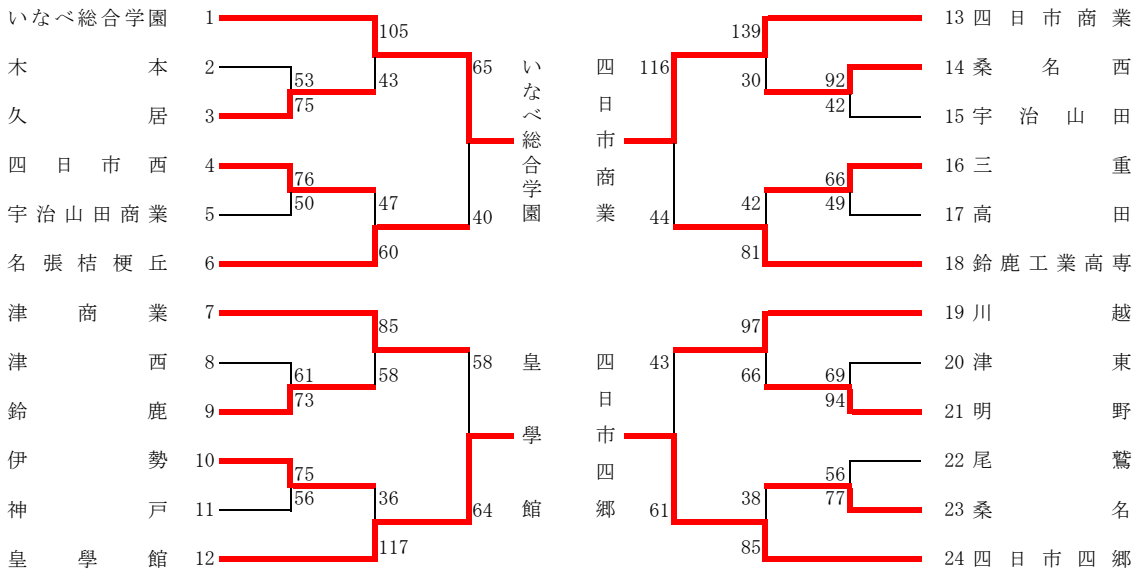 いなべ総合学園 1
木本 2
久居 3
四日市西 4
宇治山田商業 5
名張桔梗丘 6
津商業 7
津西 8
鈴鹿 9
伊勢 10
神戸 11
皇學館 12
105
53
43
75
76
50
47
60
65
40
85
61
58
73
75
56
36
117
58
64
いなべ総合学園
皇學館
四日市商業
四日市四郷
116
44
43
61
139
30
92
42
66
42
49
81
97
66
69
94
56
38
77
85
13 四日市商業
14 桑名西
15 宇治山田
16 三重
17 高田
18 鈴鹿工業高専
19 川越
20 津東
21 明野
22 尾鷲
23 桑名
24 四日市四郷